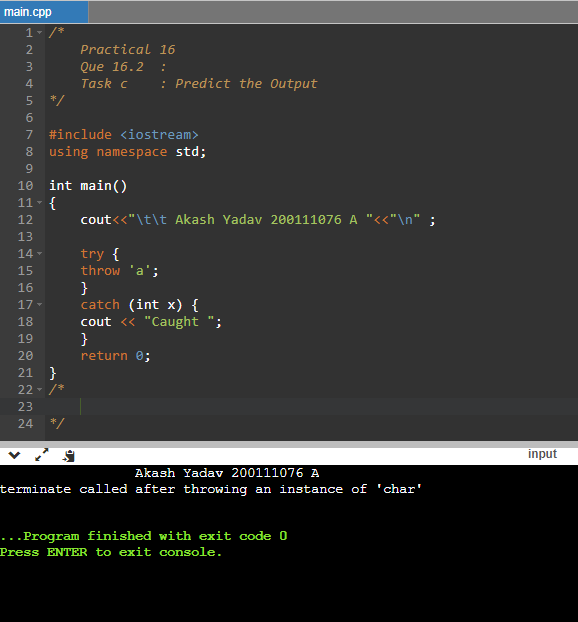 main.cpp
1 /*
2     Practical 16
3     Que 16.2  :
4     Task c    : Predict the Output
5 */
6
7 #include <iostream>
8 using namespace std;
9
10 int main()
11 {
12     cout<<"\t\t Akash Yadav 200111076 A "<<"\n" ;
13
14     try {
15     throw 'a';
16     }
17     catch (int x) {
18     cout << "Caught ";
19     }
20     return 0;
21 }
22 /*
23
24 */
input
Akash Yadav 200111076 A
terminate called after throwing an instance of 'char'
...Program finished with exit code 0
Press ENTER to exit console.